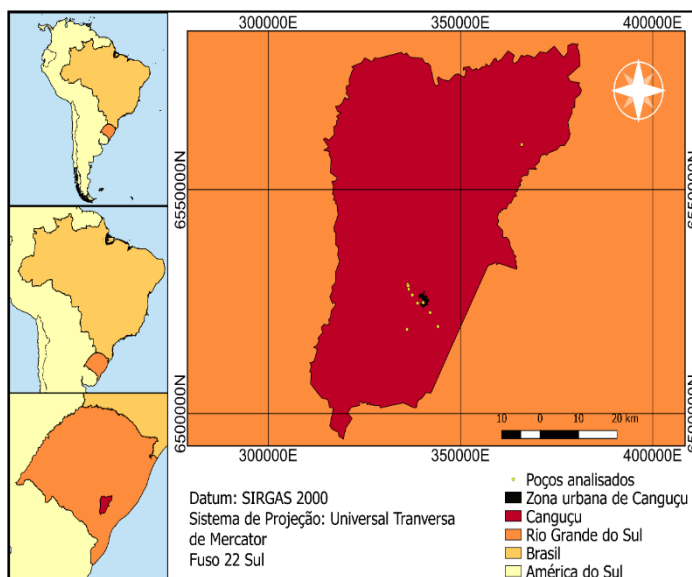 300000E 350000E 400000E
6550000N 6550000N
6500000N 6500000N
10 0 10 20 km
300000E 350000E 400000E
Datum: SIRGAS 2000
Sistema de Projeção: Universal Tranversa
de Mercator
Fuso 22 Sul
Poços analisados
Zona urbana de Canguçu
Canguçu
Rio Grande do Sul
Brasil
América do Sul